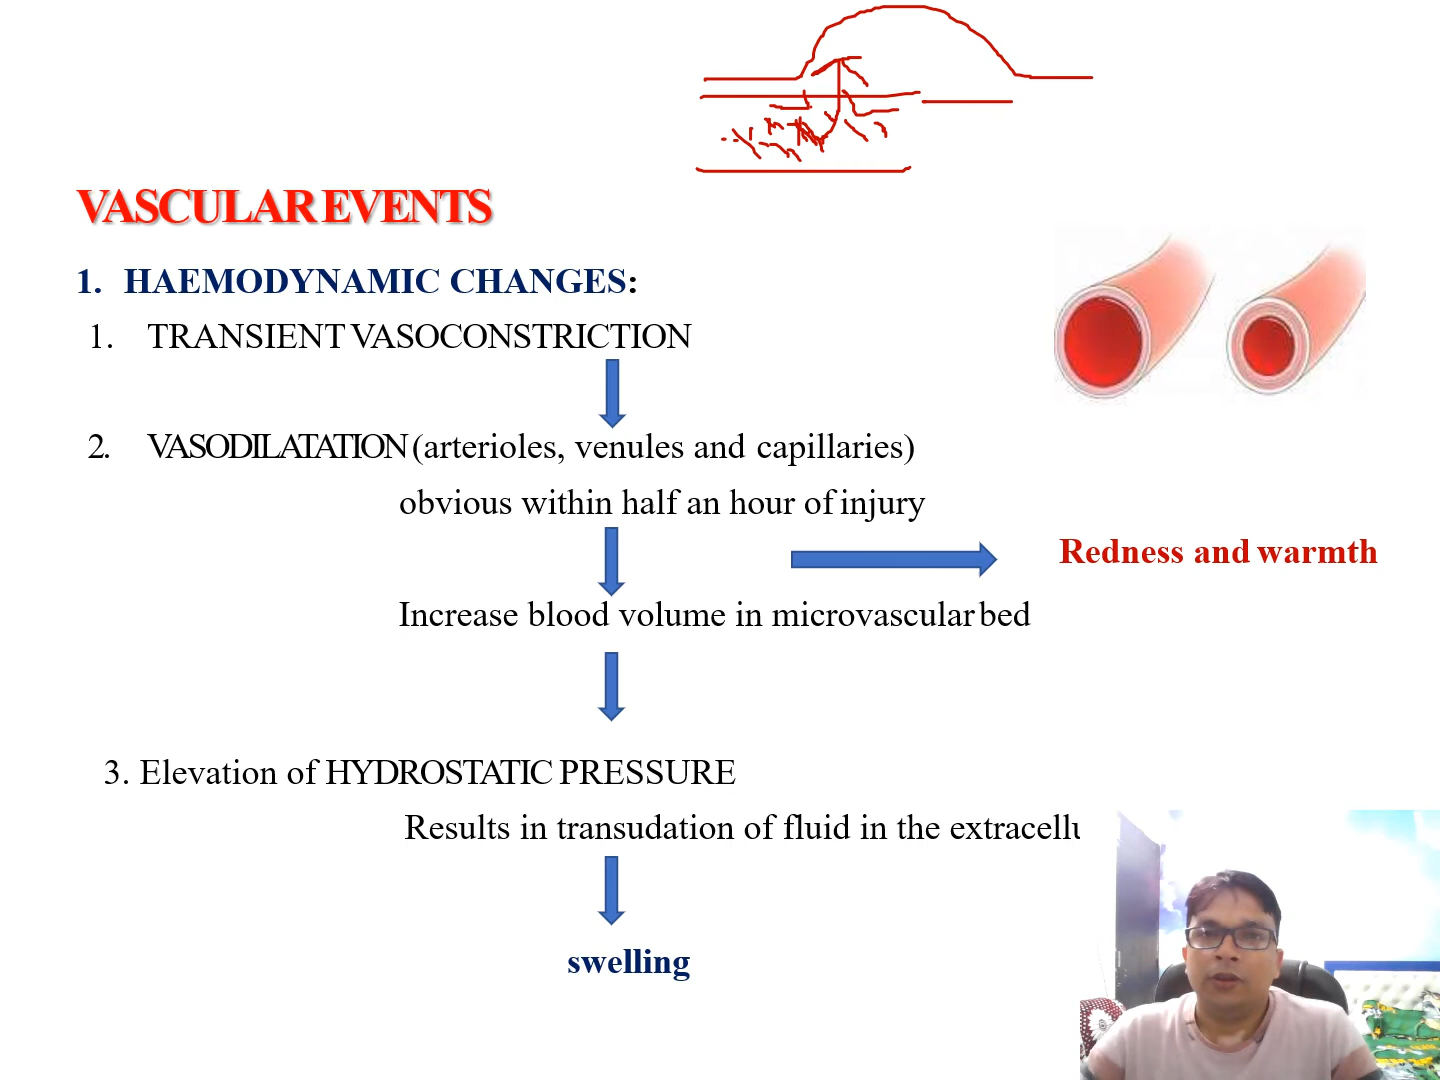 VASCULAR EVENTS
1. HAEMODYNAMIC CHANGES:
1. TRANSIENT VASOCONSTRICTION
2. VASODILATATION (arterioles, venules and capillaries)
obvious within half an hour of injury
Redness and warmth
Increase blood volume in microvascular bed
3. Elevation of HYDROSTATIC PRESSURE
Results in transudation of fluid in the extracellu
swelling